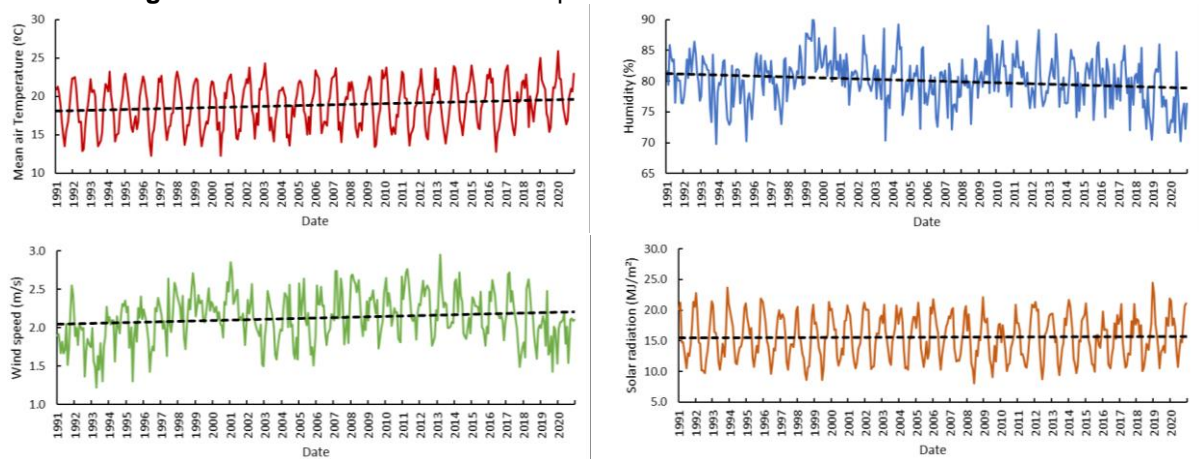 Mean air Temperature (ºC)
30
25
20
15
10
1991 1992 1993 1994 1995 1996 1997 1998 1999 2000 2001 2002 2003 2004 2005 2006 2007 2008 2009 2010 2011 2012 2013 2014 2015 2016 2017 2018 2019 2020
Date
Humidity (%)
90
85
80
75
70
65
1991 1992 1993 1994 1995 1996 1997 1998 1999 2000 2001 2002 2003 2004 2005 2006 2007 2008 2009 2010 2011 2012 2013 2014 2015 2016 2017 2018 2019 2020
Date
Wind speed (m/s)
3.0
2.5
2.0
1.5
1.0
1991 1992 1993 1994 1995 1996 1997 1998 1999 2000 2001 2002 2003 2004 2005 2006 2007 2008 2009 2010 2011 2012 2013 2014 2015 2016 2017 2018 2019 2020
Date
Solar radiation (MJ/m²)
30.0
25.0
20.0
15.0
10.0
5.0
1991 1992 1993 1994 1995 1996 1997 1998 1999 2000 2001 2002 2003 2004 2005 2006 2007 2008 2009 2010 2011 2012 2013 2014 2015 2016 2017 2018 2019 2020
Date